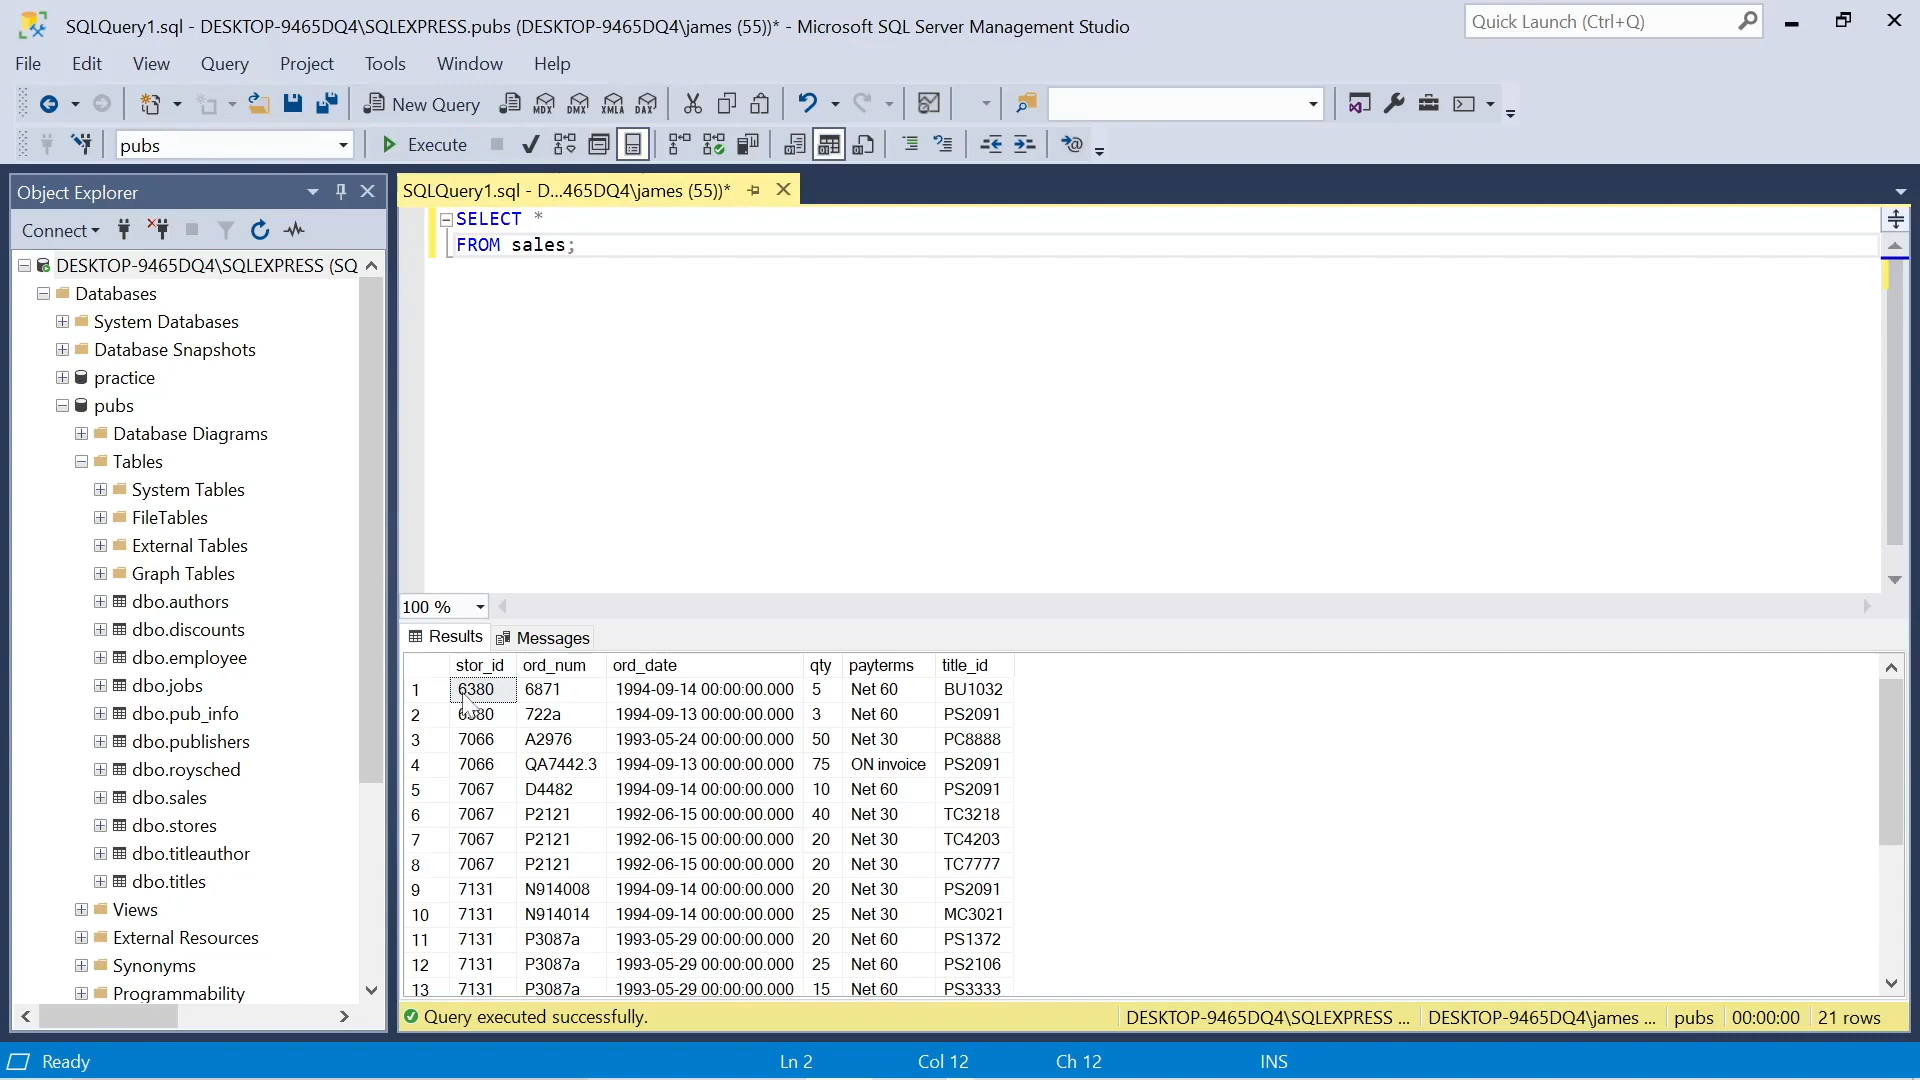 SQLQuery1.sql - DESKTOP-9465DQ4\SQLEXPRESS.pubs (DESKTOP-9465DQ4\james (55))* - Microsoft SQL Server Management Studio
Quick Launch (Ctrl+Q)
File Edit View Query Project Tools Window Help
New Query MDX DMX XMLA DAX
pubs Execute
Object Explorer
Connect
DESKTOP-9465DQ4\SQLEXPRESS (SQ
Databases
System Databases
Database Snapshots
practice
pubs
Database Diagrams
Tables
System Tables
FileTables
External Tables
Graph Tables
dbo.authors
dbo.discounts
dbo.employee
dbo.jobs
dbo.pub_info
dbo.publishers
dbo.roysched
dbo.sales
dbo.stores
dbo.titleauthor
dbo.titles
Views
External Resources
Synonyms
Programmability
SQLQuery1.sql - D...465DQ4\james (55))*
SELECT *
FROM sales;
100 %
Results Messages
stor_id ord_num ord_date qty payterms title_id
1 6380 6871 1994-09-14 00:00:00.000 5 Net 60 BU1032
2 6380 722a 1994-09-13 00:00:00.000 3 Net 60 PS2091
3 7066 A2976 1993-05-24 00:00:00.000 50 Net 30 PC8888
4 7066 QA7442.3 1994-09-13 00:00:00.000 75 ON invoice PS2091
5 7067 D4482 1994-09-14 00:00:00.000 10 Net 60 PS2091
6 7067 P2121 1992-06-15 00:00:00.000 40 Net 30 TC3218
7 7067 P2121 1992-06-15 00:00:00.000 20 Net 30 TC4203
8 7067 P2121 1992-06-15 00:00:00.000 20 Net 30 TC7777
9 7131 N914008 1994-09-14 00:00:00.000 20 Net 30 PS2091
10 7131 N914014 1994-09-14 00:00:00.000 25 Net 30 MC3021
11 7131 P3087a 1993-05-29 00:00:00.000 20 Net 60 PS1372
12 7131 P3087a 1993-05-29 00:00:00.000 25 Net 60 PS2106
13 7131 P3087a 1993-05-29 00:00:00.000 15 Net 60 PS3333
Query executed successfully. DESKTOP-9465DQ4\SQLEXPRESS ... DESKTOP-9465DQ4\james ... pubs 00:00:00 21 rows
Ready Ln 2 Col 12 Ch 12 INS